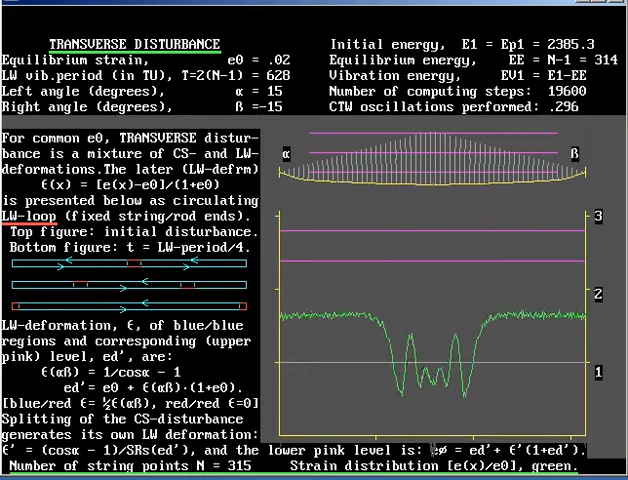 TRANSVERSE DISTURBANCE
Equilibrium strain, e0 = .02
LW vib.period (in TU), T=2(N-1) = 628
Left angle (degrees), α = 15
Right angle (degrees), ß =-15
Initial energy, E1 = Ep1 = 2385.3
Equilibrium energy, EE = N-1 = 314
Vibration energy, EV1 = E1-EE
Number of computing steps: 19600
CTW oscillations performed: .296
For common e0, TRANSVERSE distur-
bance is a mixture of CS- and LW-
deformations.The later (LW-defrm)
ϵ(x) = [e(x)-e0]/(1+e0)
is presented below as circulating
LW-loop (fixed string/rod ends).
Top figure: initial disturbance.
Bottom figure: t = LW-period/4.
LW-deformation, ϵ, of blue/blue
regions and corresponding (upper
pink) level, ed', are:
ϵ(αß) = 1/cosα - 1
ed'= e0 + ϵ(αß)·(1+e0).
[blue/red ϵ= ½ϵ(αß), red/red ϵ=0]
Splitting of the CS-disturbance
generates its own LW deformation:
ϵ' = (cosα - 1)/SRs(ed'), and the lower pink level is: eø = ed'+ ϵ'(1+ed').
Number of string points N = 315 Strain distribution [e(x)/e0], green.
α ß
3
2
1